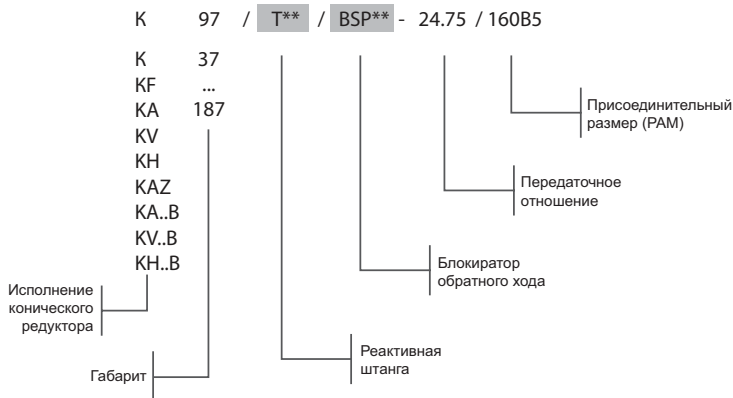 K 97 / T** / BSP** - 24.75 / 160B5
K 37
KF ...
KA 187
KV
KH
KAZ
KA..B
KV..B
KH..B
Присоединительный
размер (PAM)
Передаточное
отношение
Блокиратор
обратного хода
Исполнение
конического
редуктора
Реактивная
штанга
Габарит